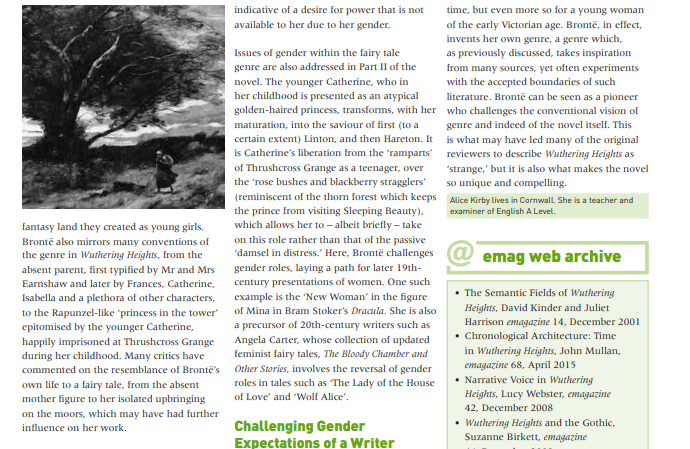 fantasy land they created as young girls.
Brontë also mirrors many conventions of
the genre in Wuthering Heights, from the
absent parent, first typified by Mr and Mrs
Earnshaw and later by Frances, Catherine,
Isabella and a plethora of other characters,
to the Rapunzel-like ‘princess in the tower’
epitomised by the younger Catherine,
happily imprisoned at Thrushcross Grange
during her childhood. Many critics have
commented on the resemblance of Brontë’s
own life to a fairy tale, from the absent
mother figure to her isolated upbringing
on the moors, which may have had further
influence on her work.
indicative of a desire for power that is not
available to her due to her gender.
Issues of gender within the fairy tale
genre are also addressed in Part II of the
novel. The younger Catherine, who in
her childhood is presented as an atypical
golden-haired princess, transforms, with her
maturation, into the saviour of first (to a
certain extent) Linton, and then Hareton. It
is Catherine’s liberation from the ‘ramparts’
of Thrushcross Grange as a teenager, over
the ‘rose bushes and blackberry stragglers’
(reminiscent of the thorn forest which keeps
the prince from visiting Sleeping Beauty),
which allows her to – albeit briefly – take
on this role rather than that of the passive
‘damsel in distress.’ Here, Brontë challenges
gender roles, laying a path for later 19th-
century presentations of women. One such
example is the ‘New Woman’ in the figure
of Mina in Bram Stoker’s Dracula. She is also
a precursor of 20th-century writers such as
Angela Carter, whose collection of updated
feminist fairy tales, The Bloody Chamber and
Other Stories, involves the reversal of gender
roles in tales such as ‘The Lady of the House
of Love’ and ‘Wolf Alice’.
Challenging Gender
Expectations of a Writer
time, but even more so for a young woman
of the early Victorian age. Brontë, in effect,
invents her own genre, a genre which,
as previously discussed, takes inspiration
from many sources, yet often experiments
with the accepted boundaries of such
literature. Brontë can be seen as a pioneer
who challenges the conventional vision of
genre and indeed of the novel itself. This
is what may have led many of the original
reviewers to describe Wuthering Heights as
‘strange,’ but it is also what makes the novel
so unique and compelling.
Alice Kirby lives in Cornwall. She is a teacher and
examiner of English A Level.
@ emag web archive
• The Semantic Fields of Wuthering
Heights, David Kinder and Juliet
Harrison emagazine 14, December 2001
• Chronological Architecture: Time
in Wuthering Heights, John Mullan,
emagazine 68, April 2015
• Narrative Voice in Wuthering
Heights, Lucy Webster, emagazine
42, December 2008
• Wuthering Heights and the Gothic,
Suzanne Birkett, emagazine